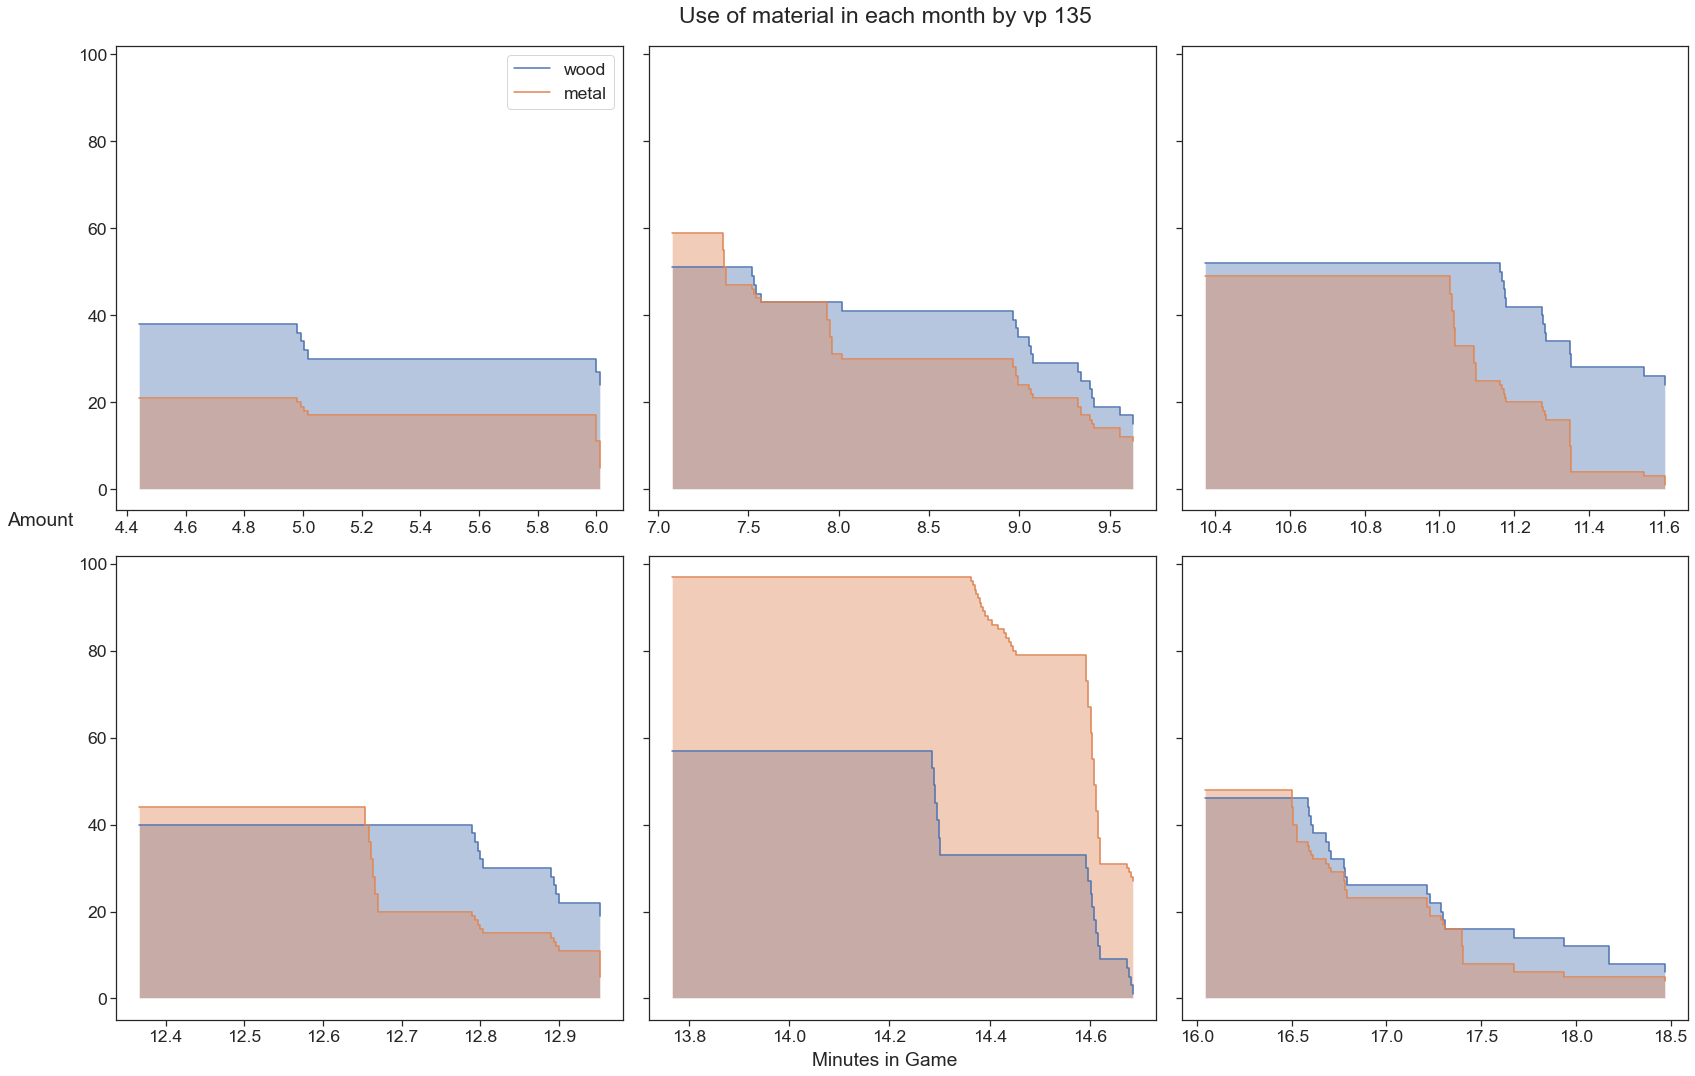 Use of material in each month by vp 135
wood
metal
100
80
60
40
20
0
4.4 4.6 4.8 5.0 5.2 5.4 5.6 5.8 6.0
7.0 7.5 8.0 8.5 9.0 9.5
10.4 10.6 10.8 11.0 11.2 11.4 11.6
Amount
100
80
60
40
20
0
12.4 12.5 12.6 12.7 12.8 12.9
13.8 14.0 14.2 14.4 14.6
16.0 16.5 17.0 17.5 18.0 18.5
Minutes in Game